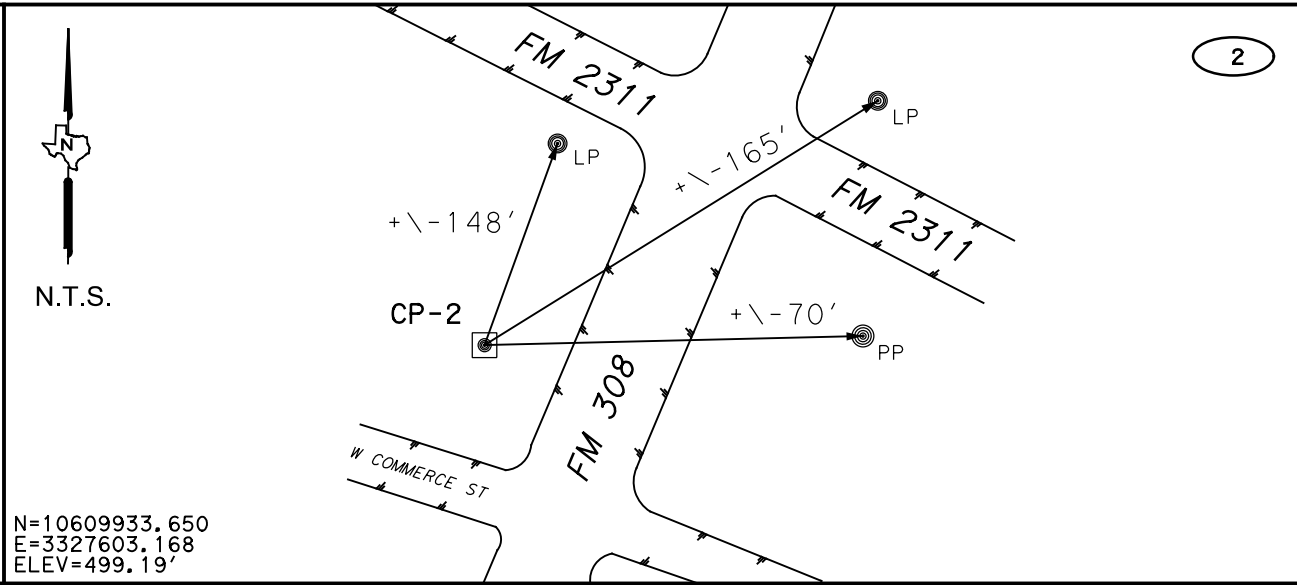 2
FM 2311
LP
LP
+\-165'
N
+\-148'
FM 2311
N.T.S.
CP-2
+\-70'
PP
FM 308
W COMMERCE ST
N=10609933.650
E=3327603.168
ELEV=499.19'